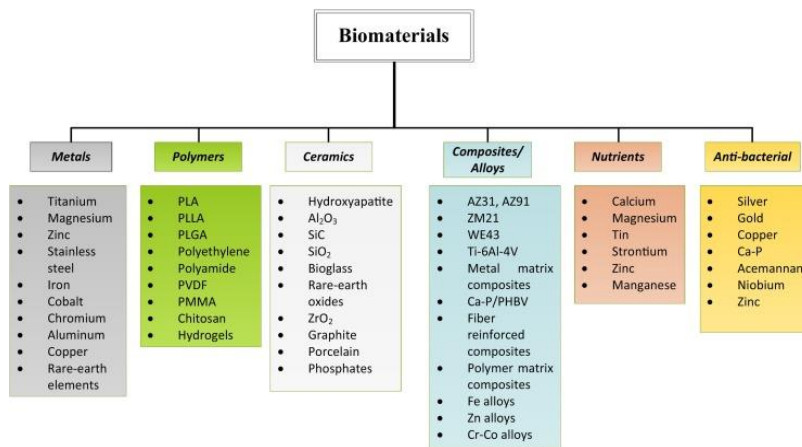 Biomaterials
Metals
• Titanium
• Magnesium
• Zinc
• Stainless
steel
• Iron
• Cobalt
• Chromium
• Aluminum
• Copper
• Rare-earth
elements
Polymers
• PLA
• PLLA
• PLGA
• Polyethylene
• Polyamide
• PVDF
• PMMA
• Chitosan
• Hydrogels
Ceramics
• Hydroxyapatite
• Al₂O₃
• SiC
• SiO₂
• Bioglass
• Rare-earth
oxides
• ZrO₂
• Graphite
• Porcelain
• Phosphates
Composites/
Alloys
• AZ31, AZ91
• ZM21
• WE43
• Ti-6Al-4V
• Metal matrix
composites
• Ca-P/PHBV
• Fiber
reinforced
composites
• Polymer matrix
composites
• Fe alloys
• Zn alloys
• Cr-Co alloys
Nutrients
• Calcium
• Magnesium
• Tin
• Strontium
• Zinc
• Manganese
Anti-bacterial
• Silver
• Gold
• Copper
• Ca-P
• Acemannan
• Niobium
• Zinc